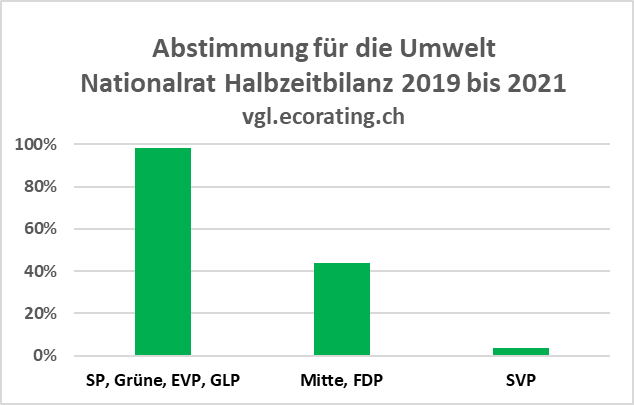 Abstimmung für die Umwelt
Nationalrat Halbzeitbilanz 2019 bis 2021
vgl.ecorating.ch
100%
80%
60%
40%
20%
0%
SP, Grüne, EVP, GLP
Mitte, FDP
SVP